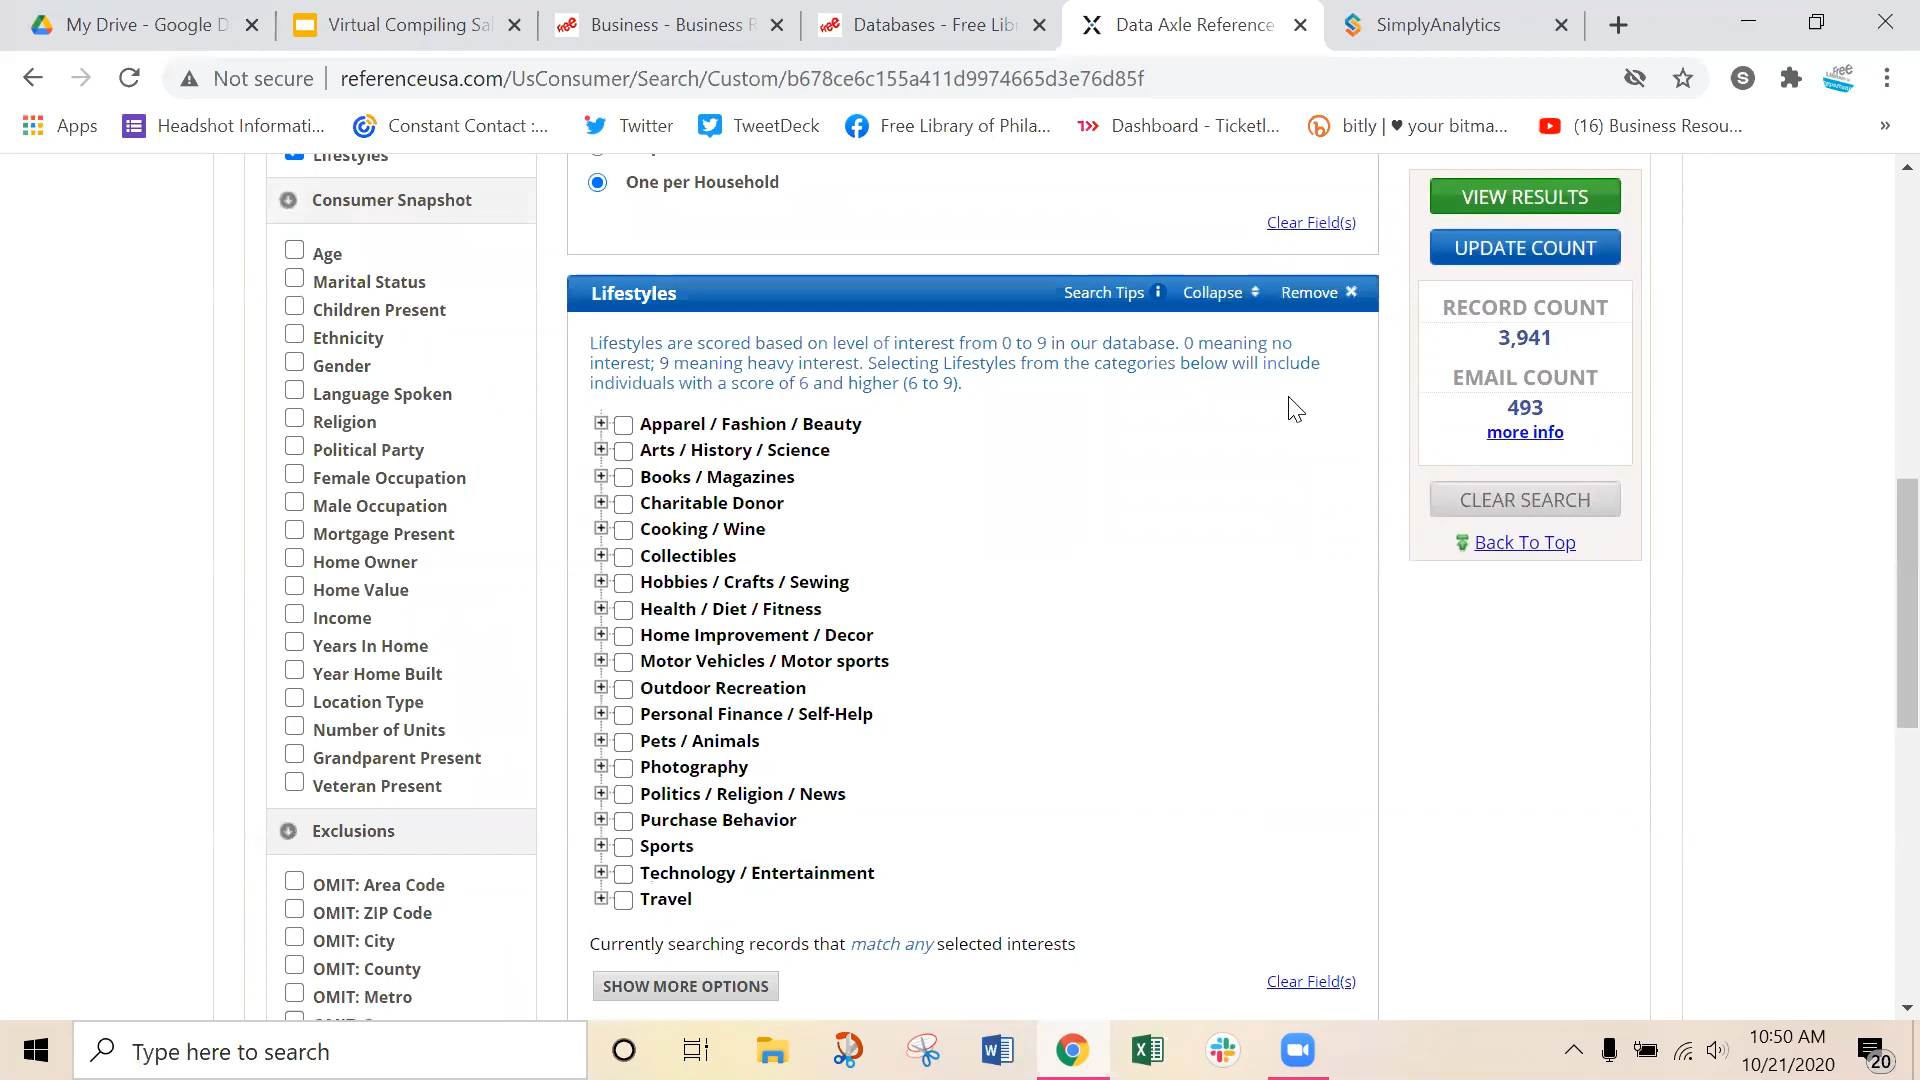 My Drive - Google D
Virtual Compiling Sal
Business - Business R
Databases - Free Libr
Data Axle Reference
SimplyAnalytics
Not secure
referenceusa.com/UsConsumer/Search/Custom/b678ce6c155a411d9974665d3e76d85f
S
Apps
Headshot Informati...
Constant Contact :...
Twitter
TweetDeck
Free Library of Phila...
Dashboard - Ticketl...
bitly | ♥ your bitma...
(16) Business Resou...
»
Lifestyles
Consumer Snapshot
Age
Marital Status
Children Present
Ethnicity
Gender
Language Spoken
Religion
Political Party
Female Occupation
Male Occupation
Mortgage Present
Home Owner
Home Value
Income
Years In Home
Year Home Built
Location Type
Number of Units
Grandparent Present
Veteran Present
Exclusions
OMIT: Area Code
OMIT: ZIP Code
OMIT: City
OMIT: County
OMIT: Metro
One per Household
Clear Field(s)
Lifestyles
Search Tips
Collapse
Remove
Lifestyles are scored based on level of interest from 0 to 9 in our database. 0 meaning no
interest; 9 meaning heavy interest. Selecting Lifestyles from the categories below will include
individuals with a score of 6 and higher (6 to 9).
Apparel / Fashion / Beauty
Arts / History / Science
Books / Magazines
Charitable Donor
Cooking / Wine
Collectibles
Hobbies / Crafts / Sewing
Health / Diet / Fitness
Home Improvement / Decor
Motor Vehicles / Motor sports
Outdoor Recreation
Personal Finance / Self-Help
Pets / Animals
Photography
Politics / Religion / News
Purchase Behavior
Sports
Technology / Entertainment
Travel
Currently searching records that match any selected interests
SHOW MORE OPTIONS
Clear Field(s)
VIEW RESULTS
UPDATE COUNT
RECORD COUNT
3,941
EMAIL COUNT
493
more info
CLEAR SEARCH
Back To Top
Type here to search
10:50 AM
10/21/2020
20